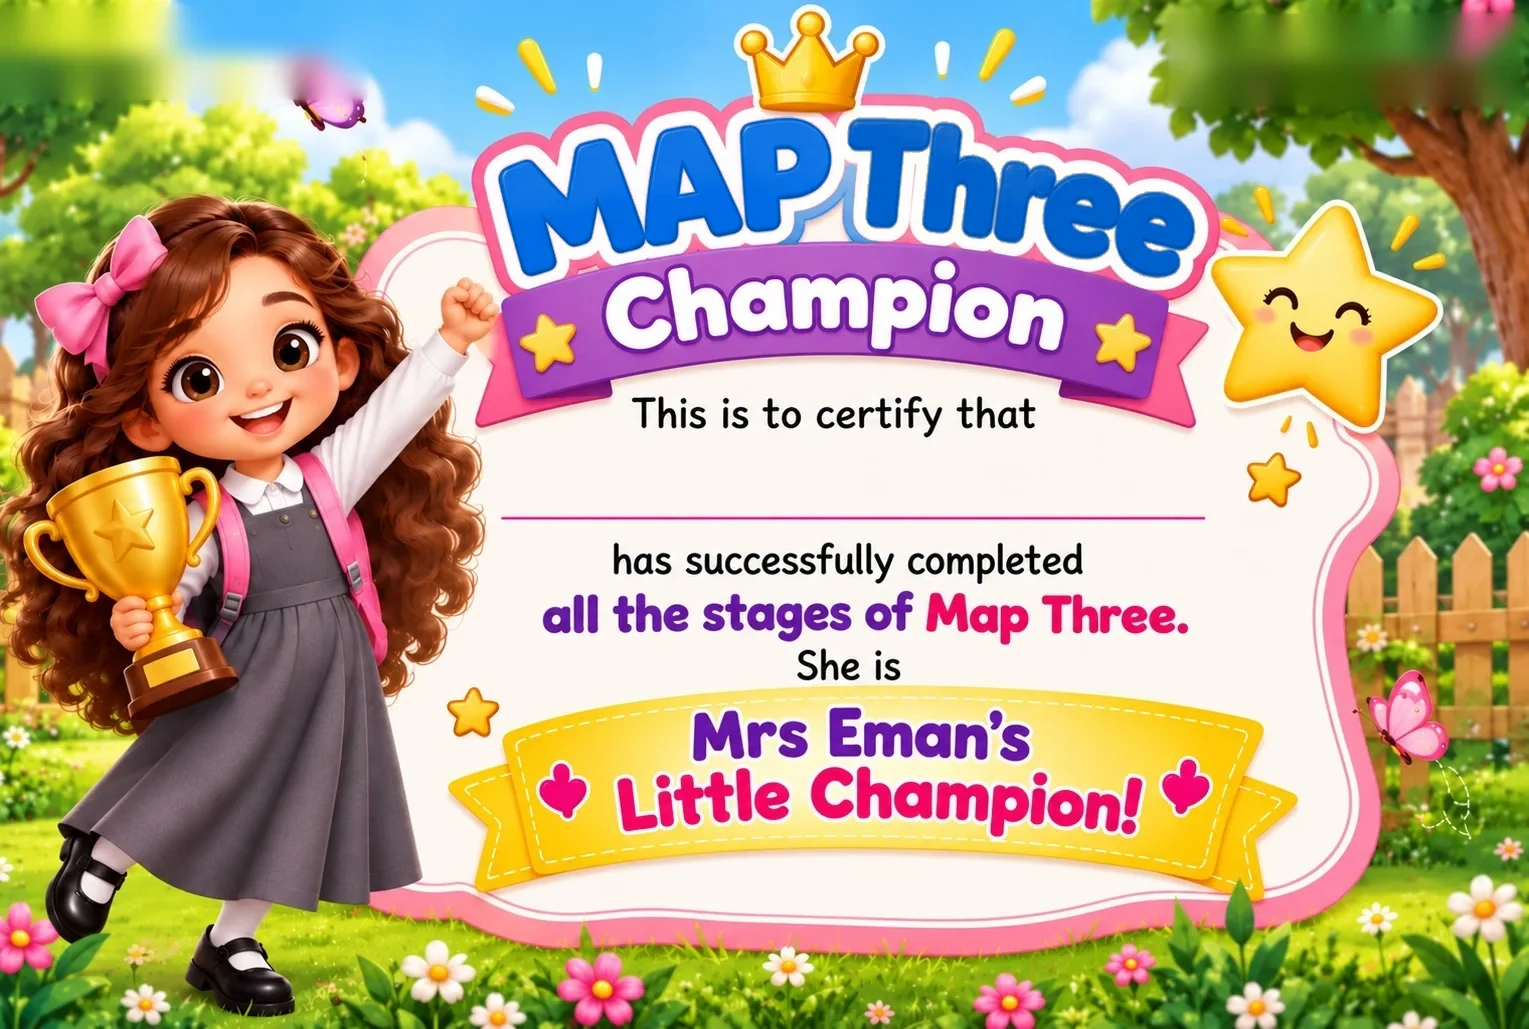 MAP Three
Champion
This is to certify that
has successfully completed
all the stages of Map Three.
She is
Mrs Eman's
Little Champion!